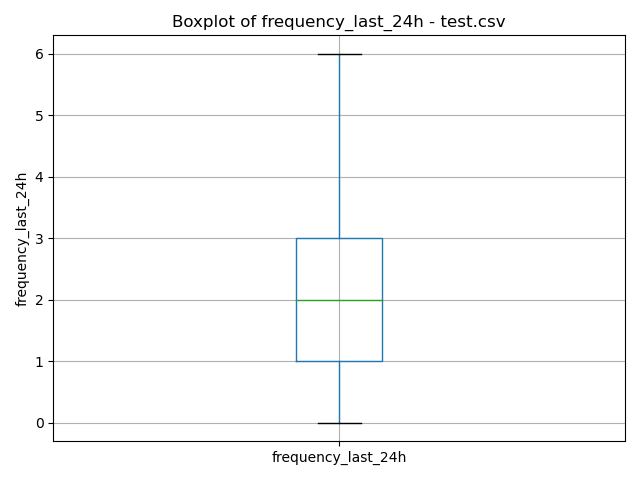 Boxplot of frequency_last_24h - test.csv
6
5
4
3
2
1
0
frequency_last_24h
frequency_last_24h